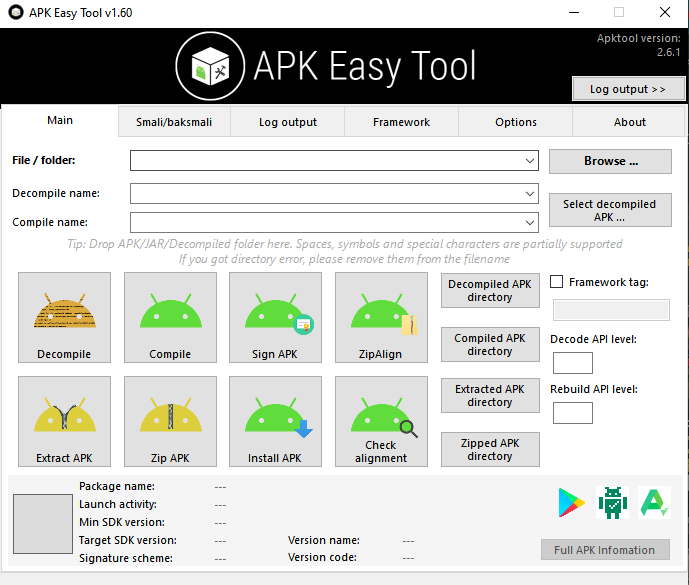 APK Easy Tool v1.60
Apktool version:
2.6.1
APK Easy Tool
Log output >>
Main
Smali/baksmali
Log output
Framework
Options
About
File / folder:
Browse ...
Decompile name:
Select decompiled
APK ...
Compile name:
Tip: Drop APK/JAR/Decompiled folder here. Spaces, symbols and special characters are partially supported
If you got directory error, please remove them from the filename
Decompile
Compile
Sign APK
ZipAlign
Decompiled APK
directory
Framework tag:
Compiled APK
directory
Decode API level:
Extract APK
Zip APK
Install APK
Check
alignment
Extracted APK
directory
Rebuild API level:
Zipped APK
directory
Package name: ---
Launch activity: ---
Min SDK version: ---
Target SDK version: ---
Version name: ---
Signature scheme: ---
Version code: ---
Full APK Infomation